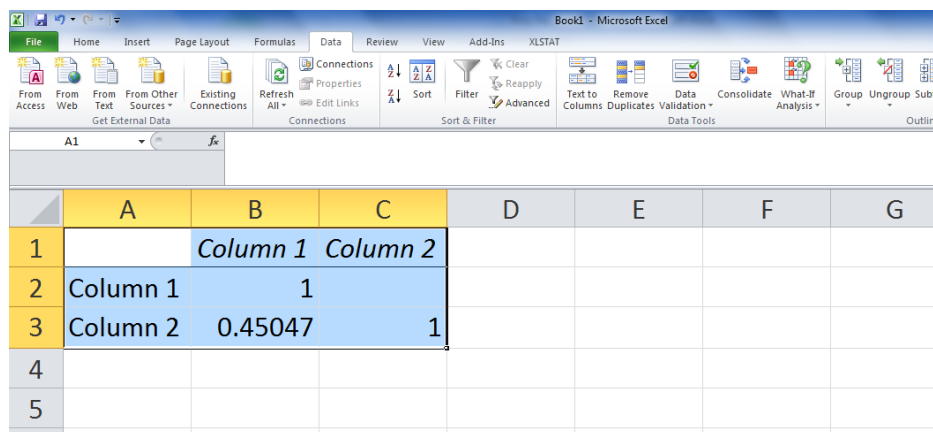 Book1 - Microsoft Excel
File Home Insert Page Layout Formulas Data Review View Add-Ins XLSTAT
From Access
From Web
From Text
From Other Sources
Existing Connections
Get External Data
Refresh All
Connections
Properties
Edit Links
Connections
Sort
Filter
Clear
Reapply
Advanced
Sort & Filter
Text to Columns
Remove Duplicates
Data Validation
Consolidate
What-If Analysis
Data Tools
Group
Ungroup
Sub
Outlin
A1 fx
A B C D E F G
1 Column 1 Column 2
2 Column 1 1
3 Column 2 0.45047 1
4
5